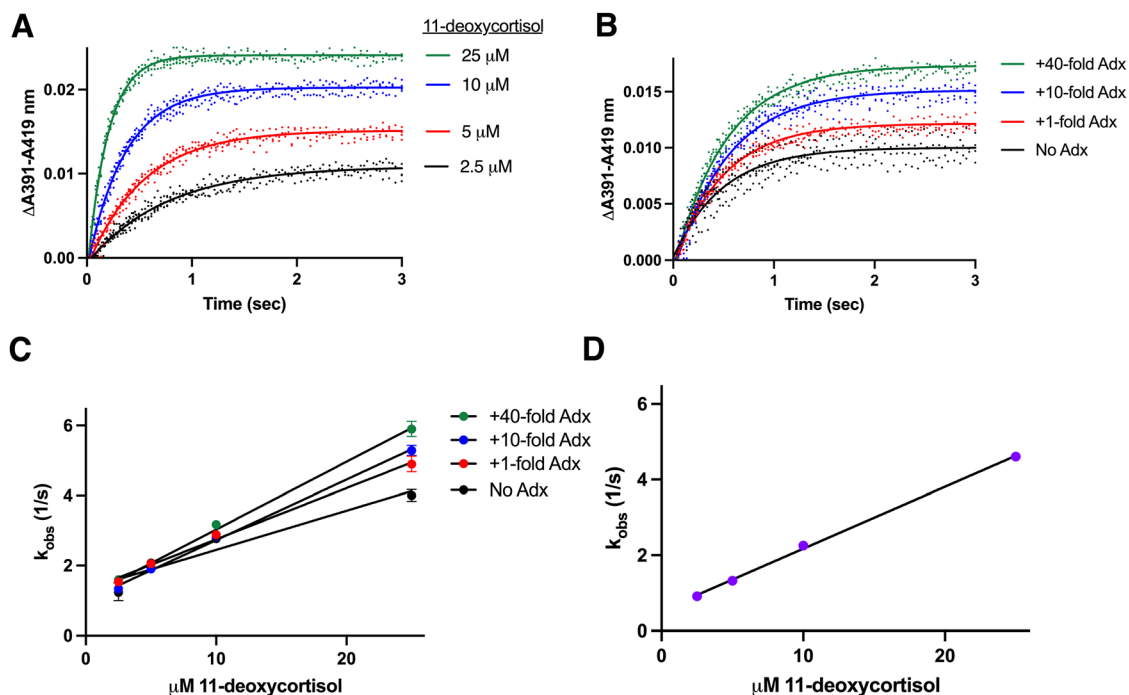 A
11-deoxycortisol
25 μM
10 μM
5 μM
2.5 μM
ΔA391-A419 nm
0.02
0.01
0.00
0 1 2 3
Time (sec)
B
+40-fold Adx
+10-fold Adx
+1-fold Adx
No Adx
ΔA391-A419 nm
0.015
0.010
0.005
0.000
0 1 2 3
Time (sec)
C
+40-fold Adx
+10-fold Adx
+1-fold Adx
No Adx
kobs (1/s)
6
4
2
0
0 10 20
μM 11-deoxycortisol
D
kobs (1/s)
6
4
2
0
0 10 20
μM 11-deoxycortisol